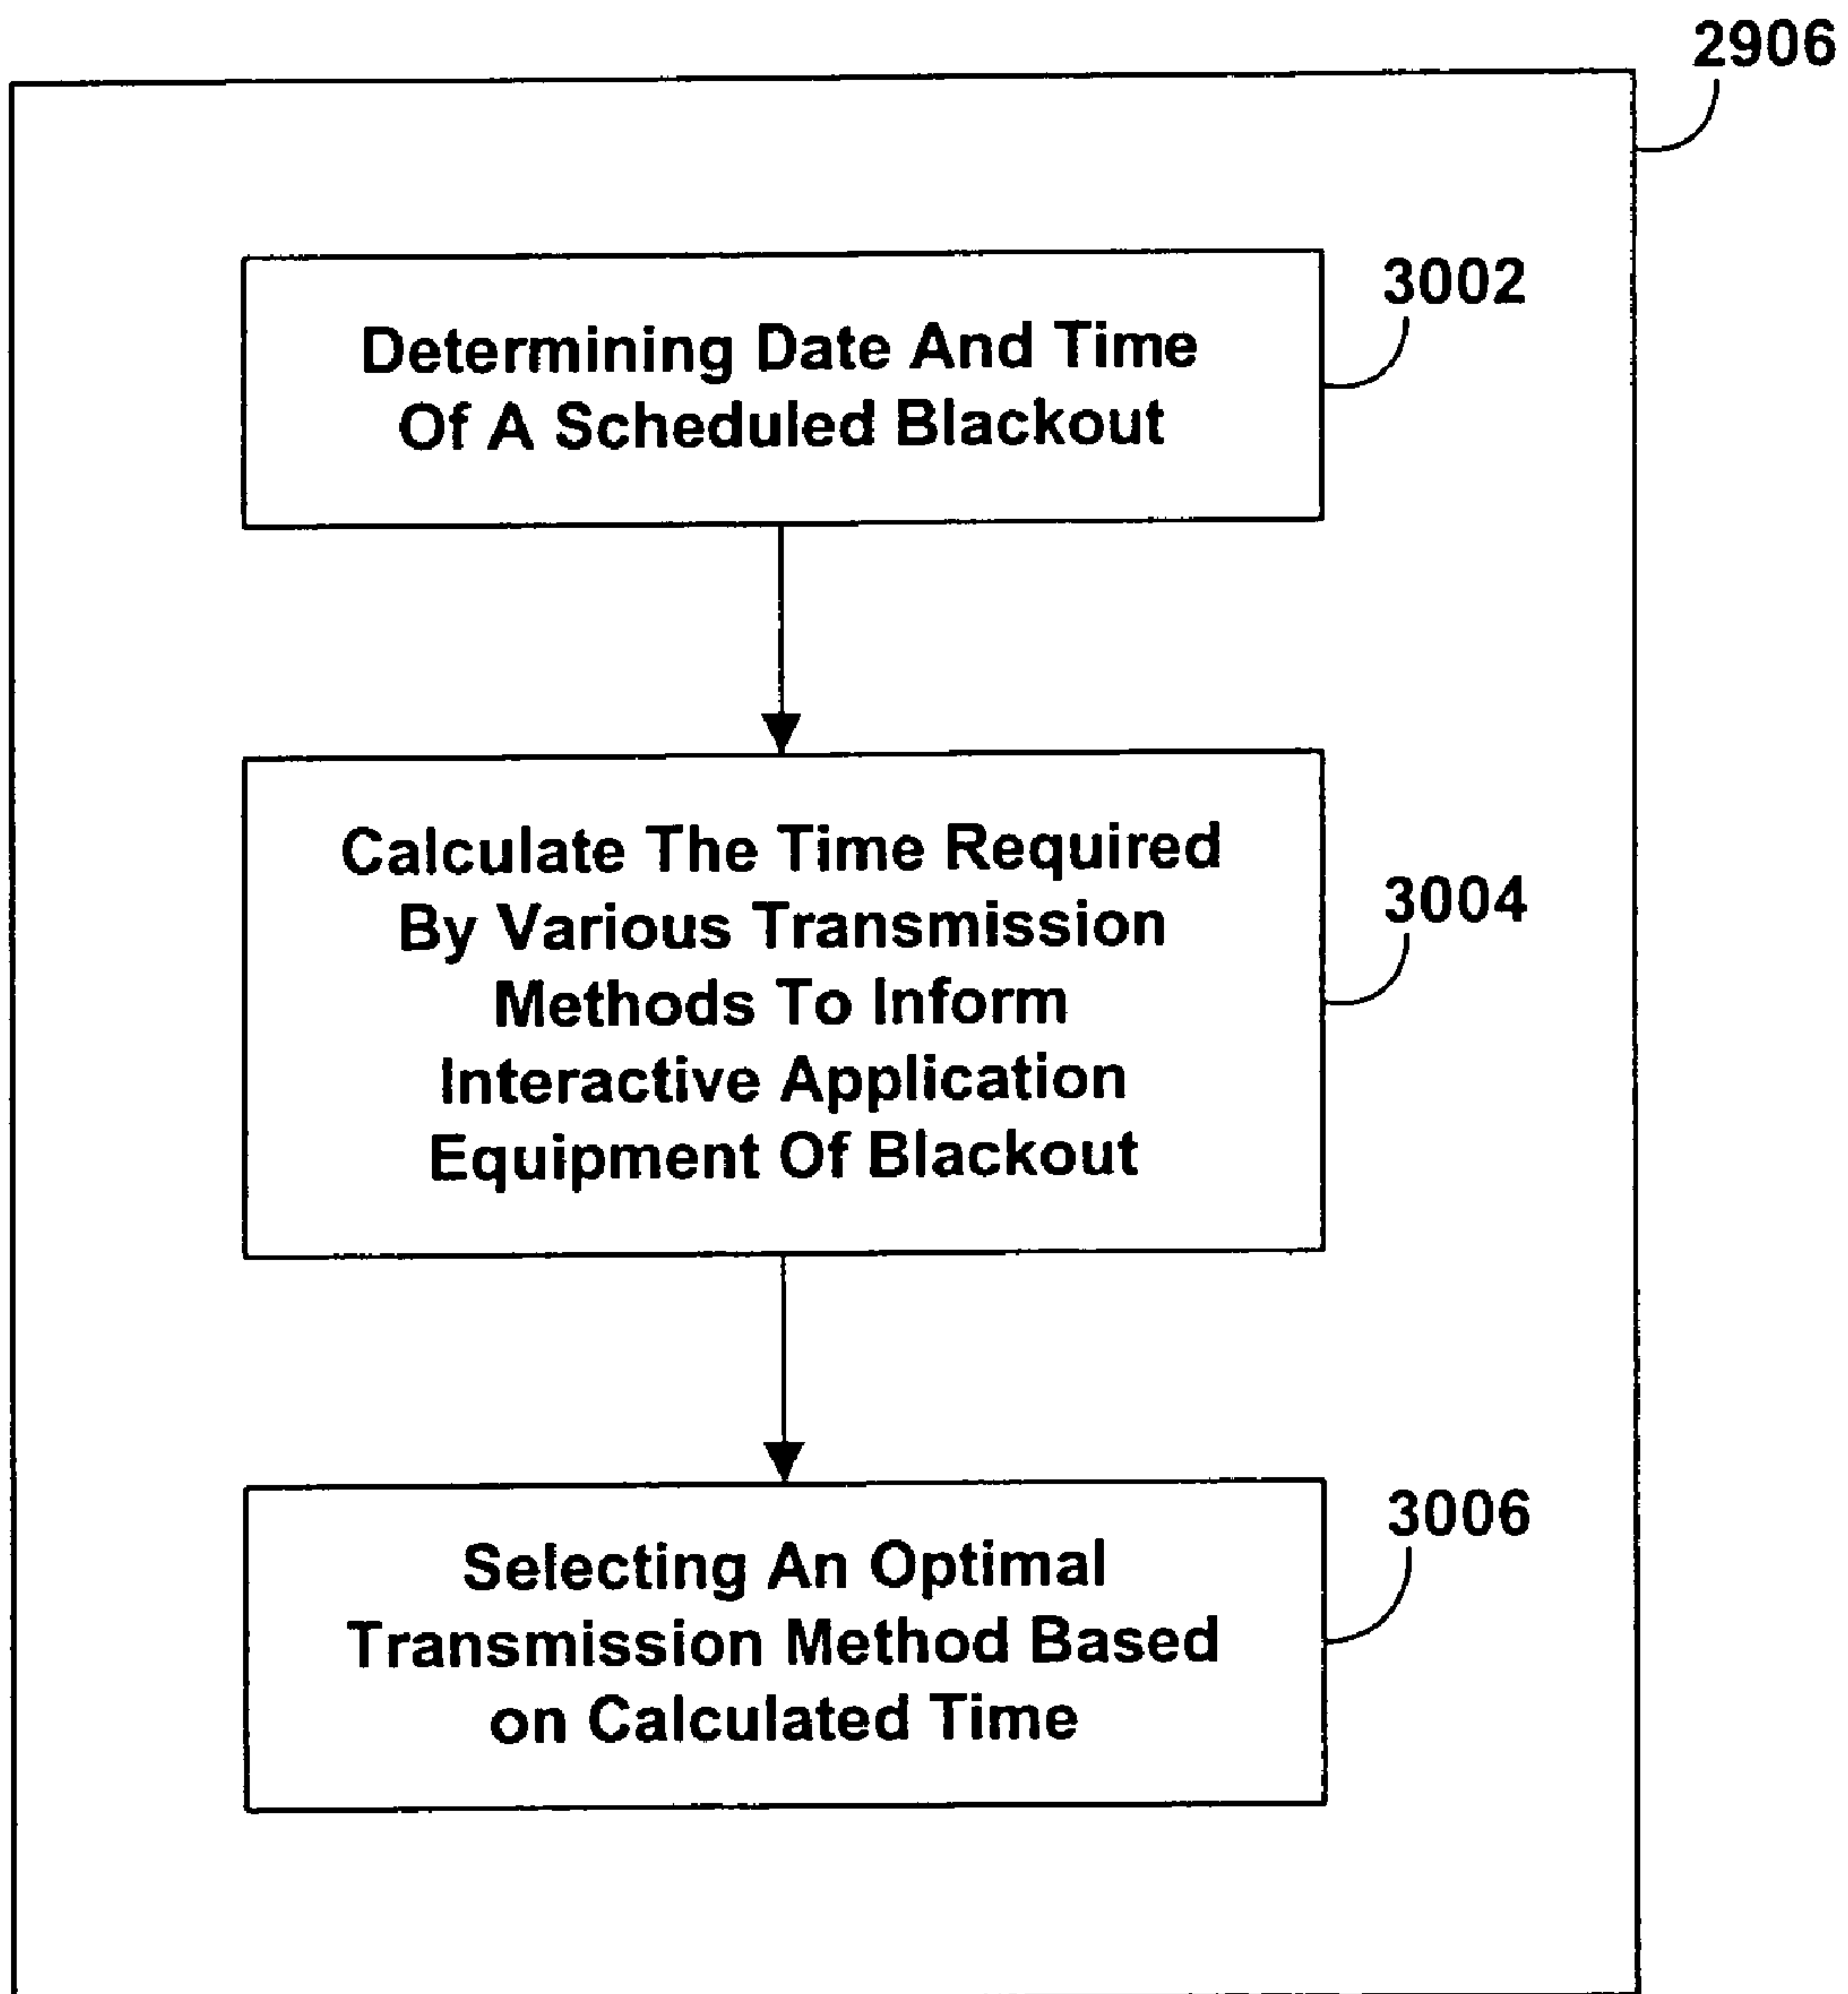 2906
3002
Determining Date And Time
Of A Scheduled Blackout
3004
Calculate The Time Required
By Various Transmission
Methods To Inform
Interactive Application
Equipment Of Blackout
3006
Selecting An Optimal
Transmission Method Based
on Calculated Time